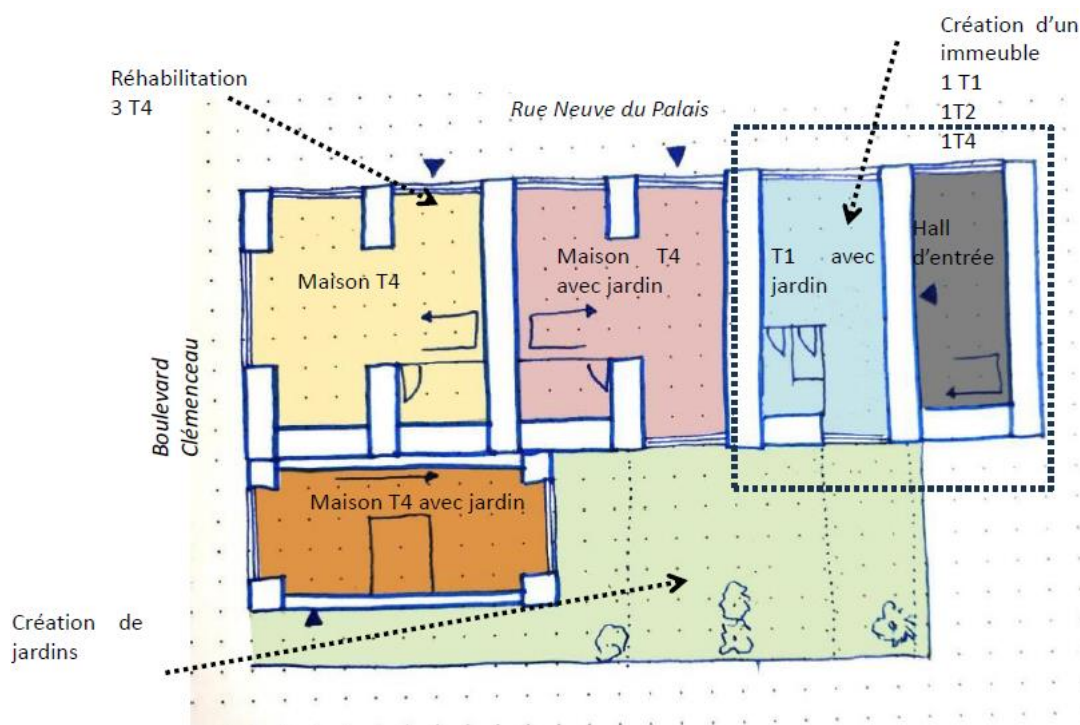 Création d'un
immeuble
1 T1
1T2
1T4
Réhabilitation
3 T4
Rue Neuve du Palais
Maison T4
Maison T4
avec jardin
T1 avec
jardin
Hall
d'entrée
Boulevard
Clémenceau
Maison T4 avec jardin
Création de
jardins